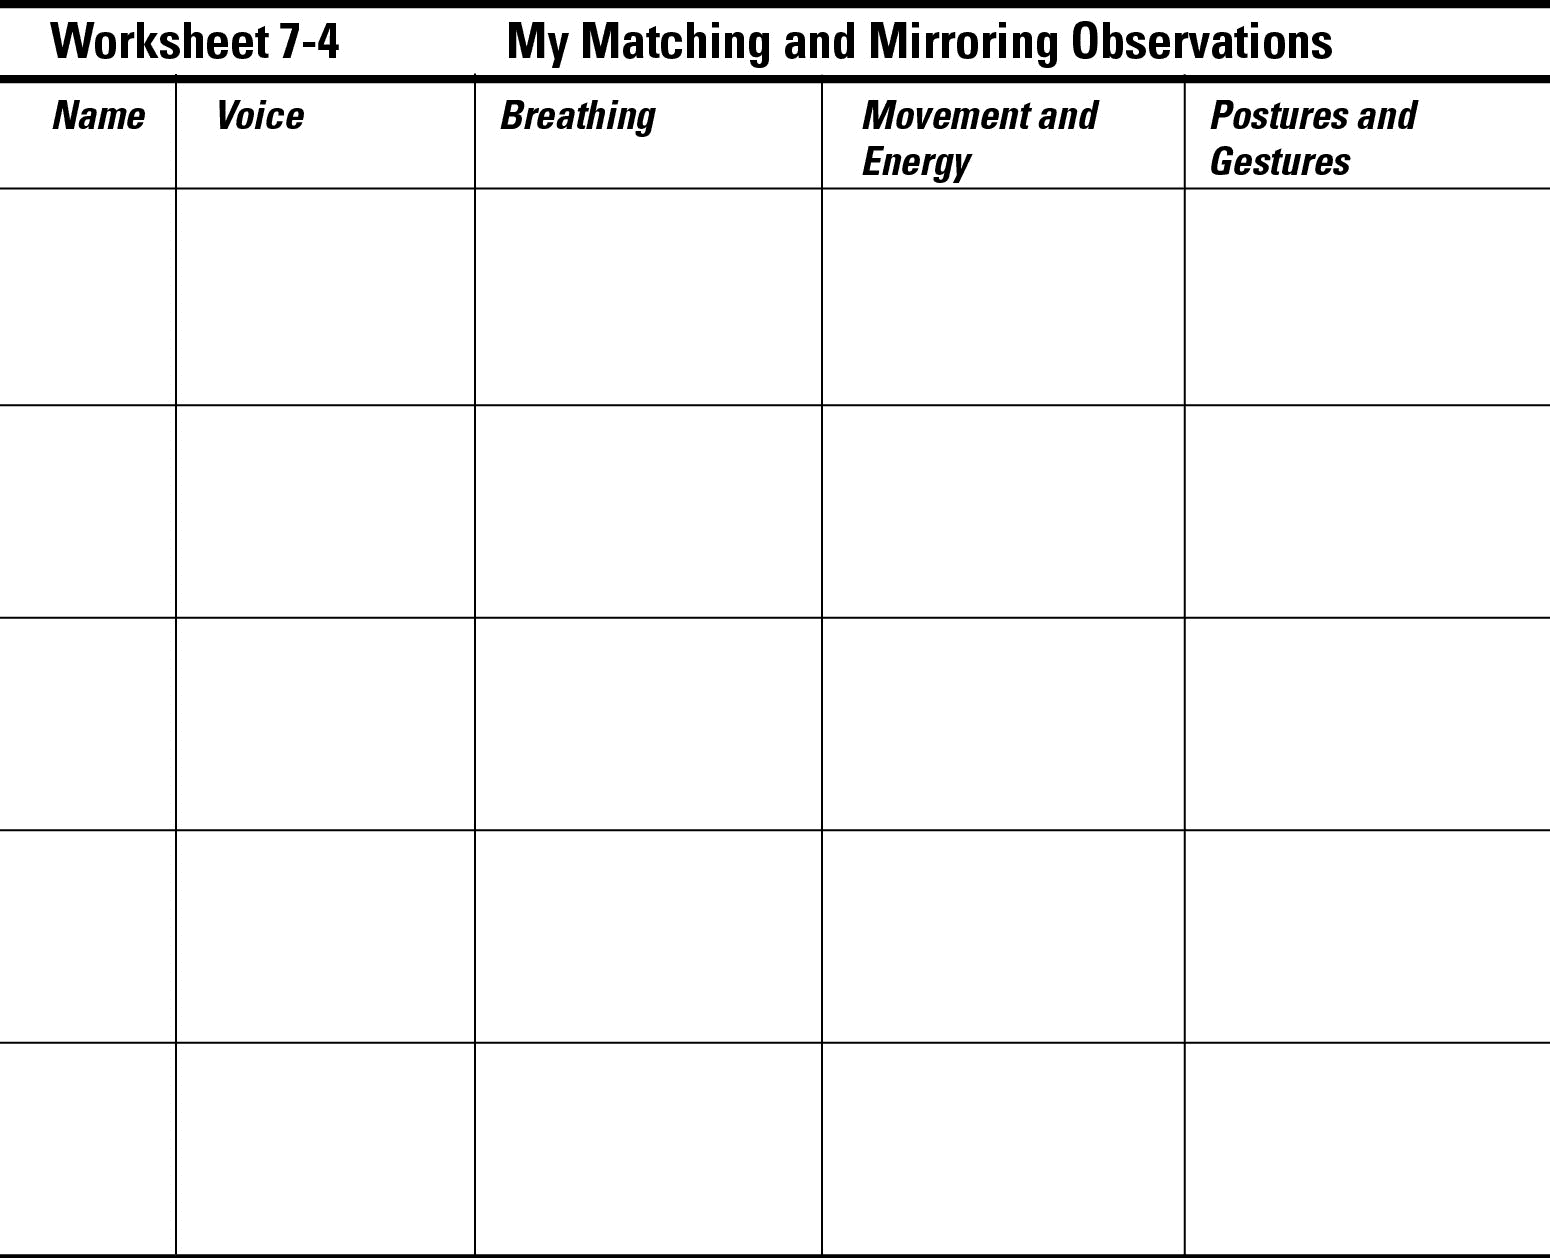 Worksheet 7-4 My Matching and Mirroring Observations
Name Voice Breathing Movement and Energy Postures and Gestures